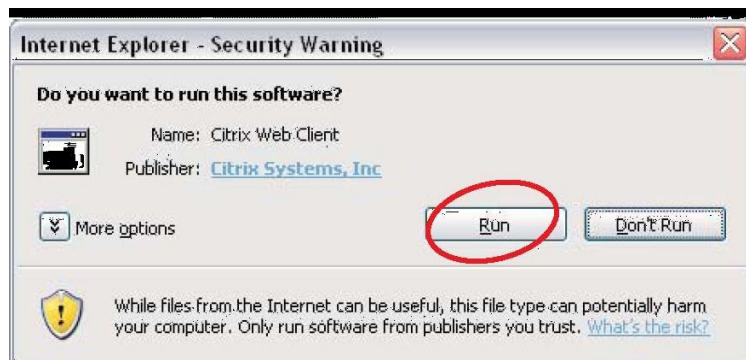 Internet Explorer - Security Warning
Do you want to run this software?
Name: Citrix Web Client
Publisher: Citrix Systems, Inc
More options
Run
Don't Run
While files from the Internet can be useful, this file type can potentially harm
your computer. Only run software from publishers you trust. What's the risk?